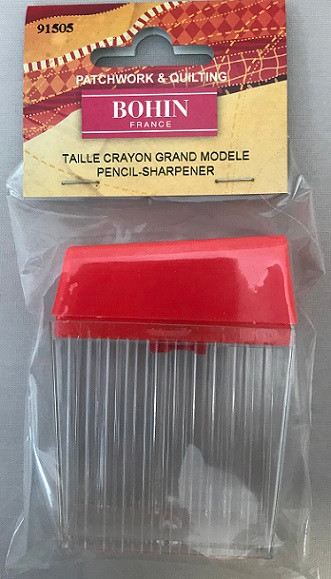 91505
PATCHWORK & QUILTING
BOHIN
FRANCE
TAILLE CRAYON GRAND MODELE
PENCIL-SHARPENER